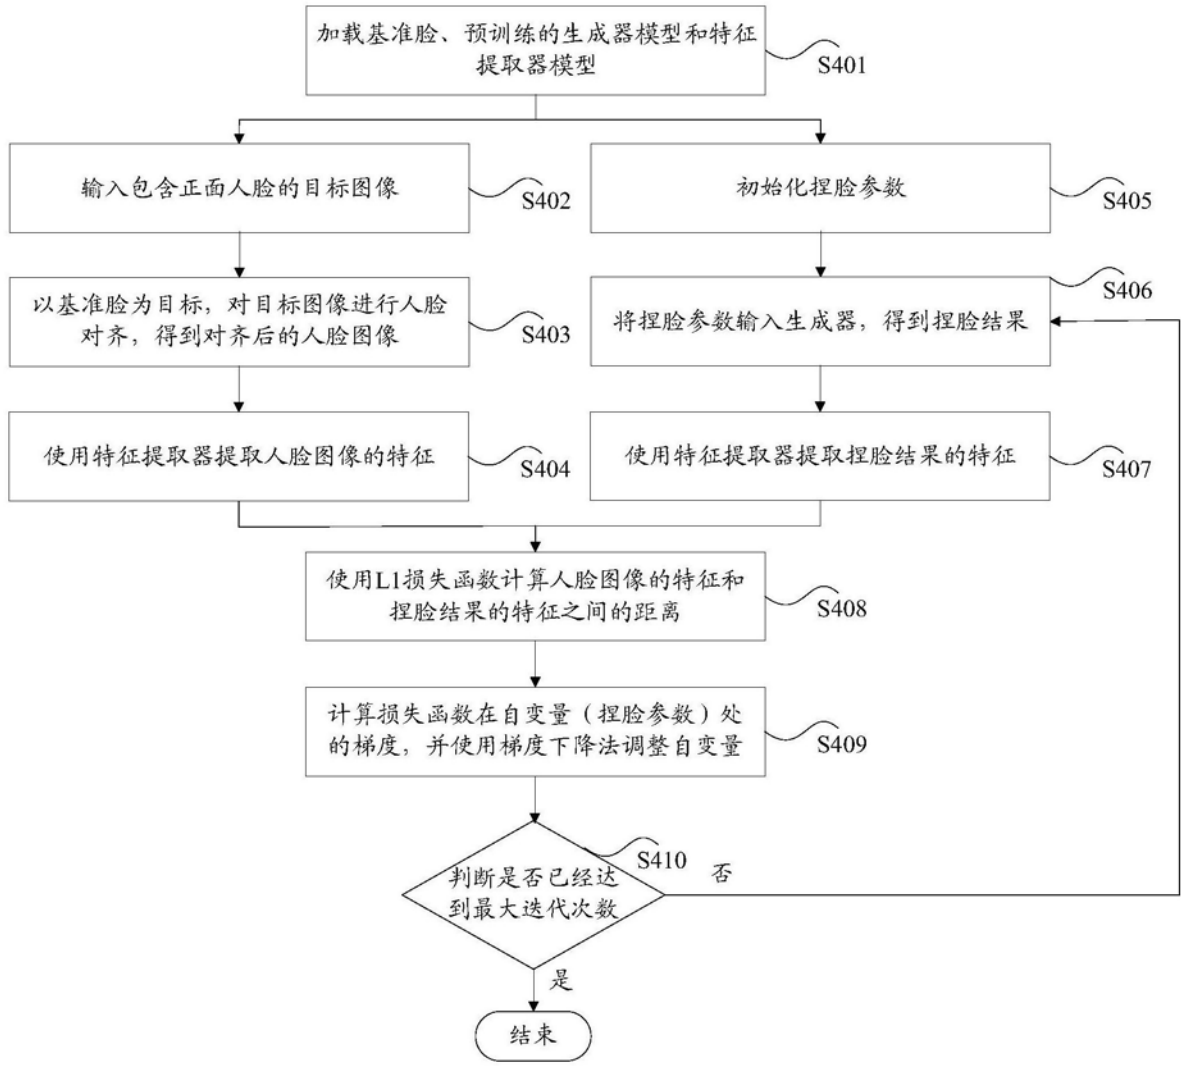 加载基准脸、预训练的生成器模型和特征
提取器模型
S401
输入包含正面人脸的目标图像
S402
以基准脸为目标，对目标图像进行人脸
对齐，得到对齐后的人脸图像
S403
使用特征提取器提取人脸图像的特征
S404
初始化捏脸参数
S405
将捏脸参数输入生成器，得到捏脸结果
S406
使用特征提取器提取捏脸结果的特征
S407
使用L1损失函数计算人脸图像的特征和
捏脸结果的特征之间的距离
S408
计算损失函数在自变量（捏脸参数）处
的梯度，并使用梯度下降法调整自变量
S409
判断是否已经达
到最大迭代次数
S410
否
是
结束